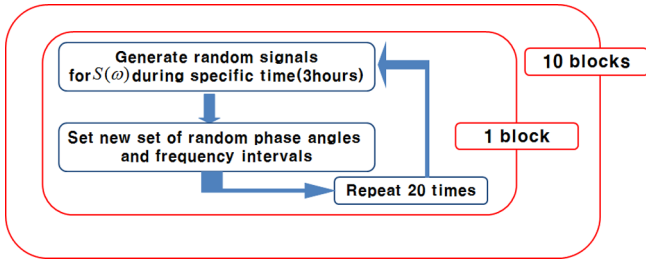 Generate random signals
for S(ω) during specific time(3hours)
10 blocks
1 block
Set new set of random phase angles
and frequency intervals
Repeat 20 times